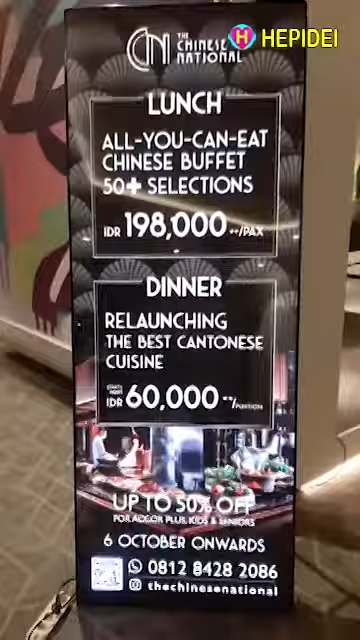 THE
CHINESE
NATIONAL
HEPIDEI
LUNCH
ALL-YOU-CAN-EAT
CHINESE BUFFET
50+ SELECTIONS
IDR 198,000 ++/PAX
DINNER
RELAUNCHING
THE BEST CANTONESE
CUISINE
IDR 60,000 ++/PORTION
UP TO 50% OFF
FOR ACCOR PLUS, KIDS & SENIORS
6 OCTOBER ONWARDS
0812 8428 2086
thechinesenational